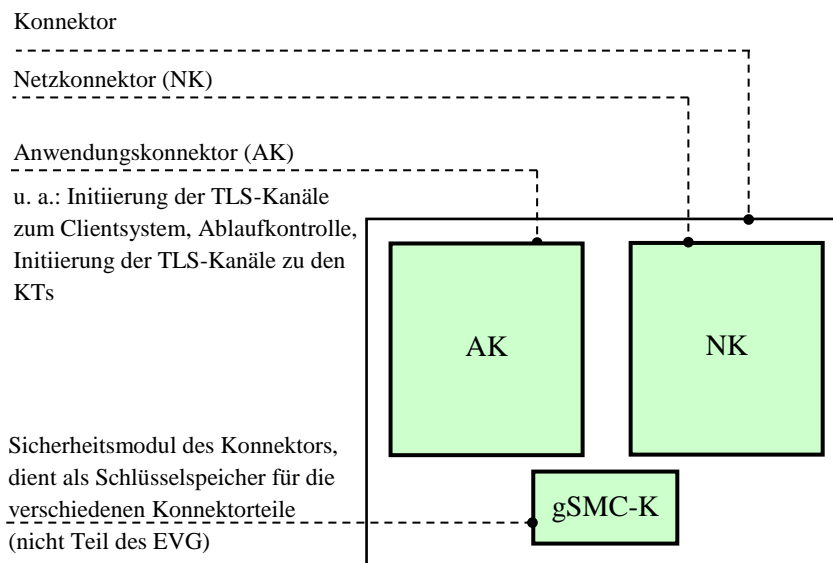 Konnektor
Netzkonnektor (NK)
Anwendungskonnektor (AK)
u. a.: Initiierung der TLS-Kanäle
zum Clientsystem, Ablaufkontrolle,
Initiierung der TLS-Kanäle zu den
KTs
AK
NK
Sicherheitsmodul des Konnektors,
dient als Schlüsselspeicher für die
verschiedenen Konnektorteile
(nicht Teil des EVG)
gSMC-K